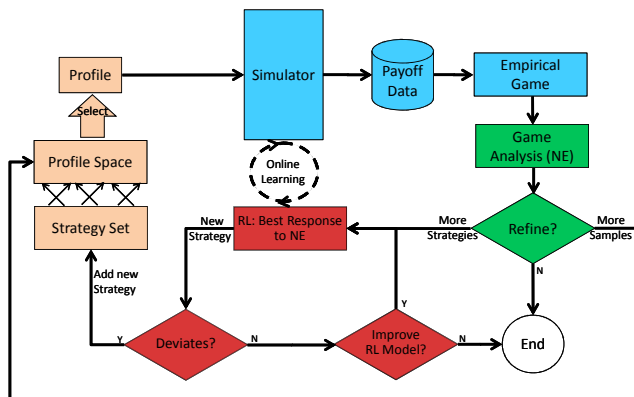 Profile
Simulator
Payoff
Data
Empirical
Game
Select
Game
Analysis (NE)
Online
Learning
Profile Space
Strategy Set
New
Strategy
RL: Best Response
to NE
More
Strategies
Refine?
More
Samples
Add new
Strategy
N
Y
Y
Deviates?
N
Improve
RL Model?
N
End